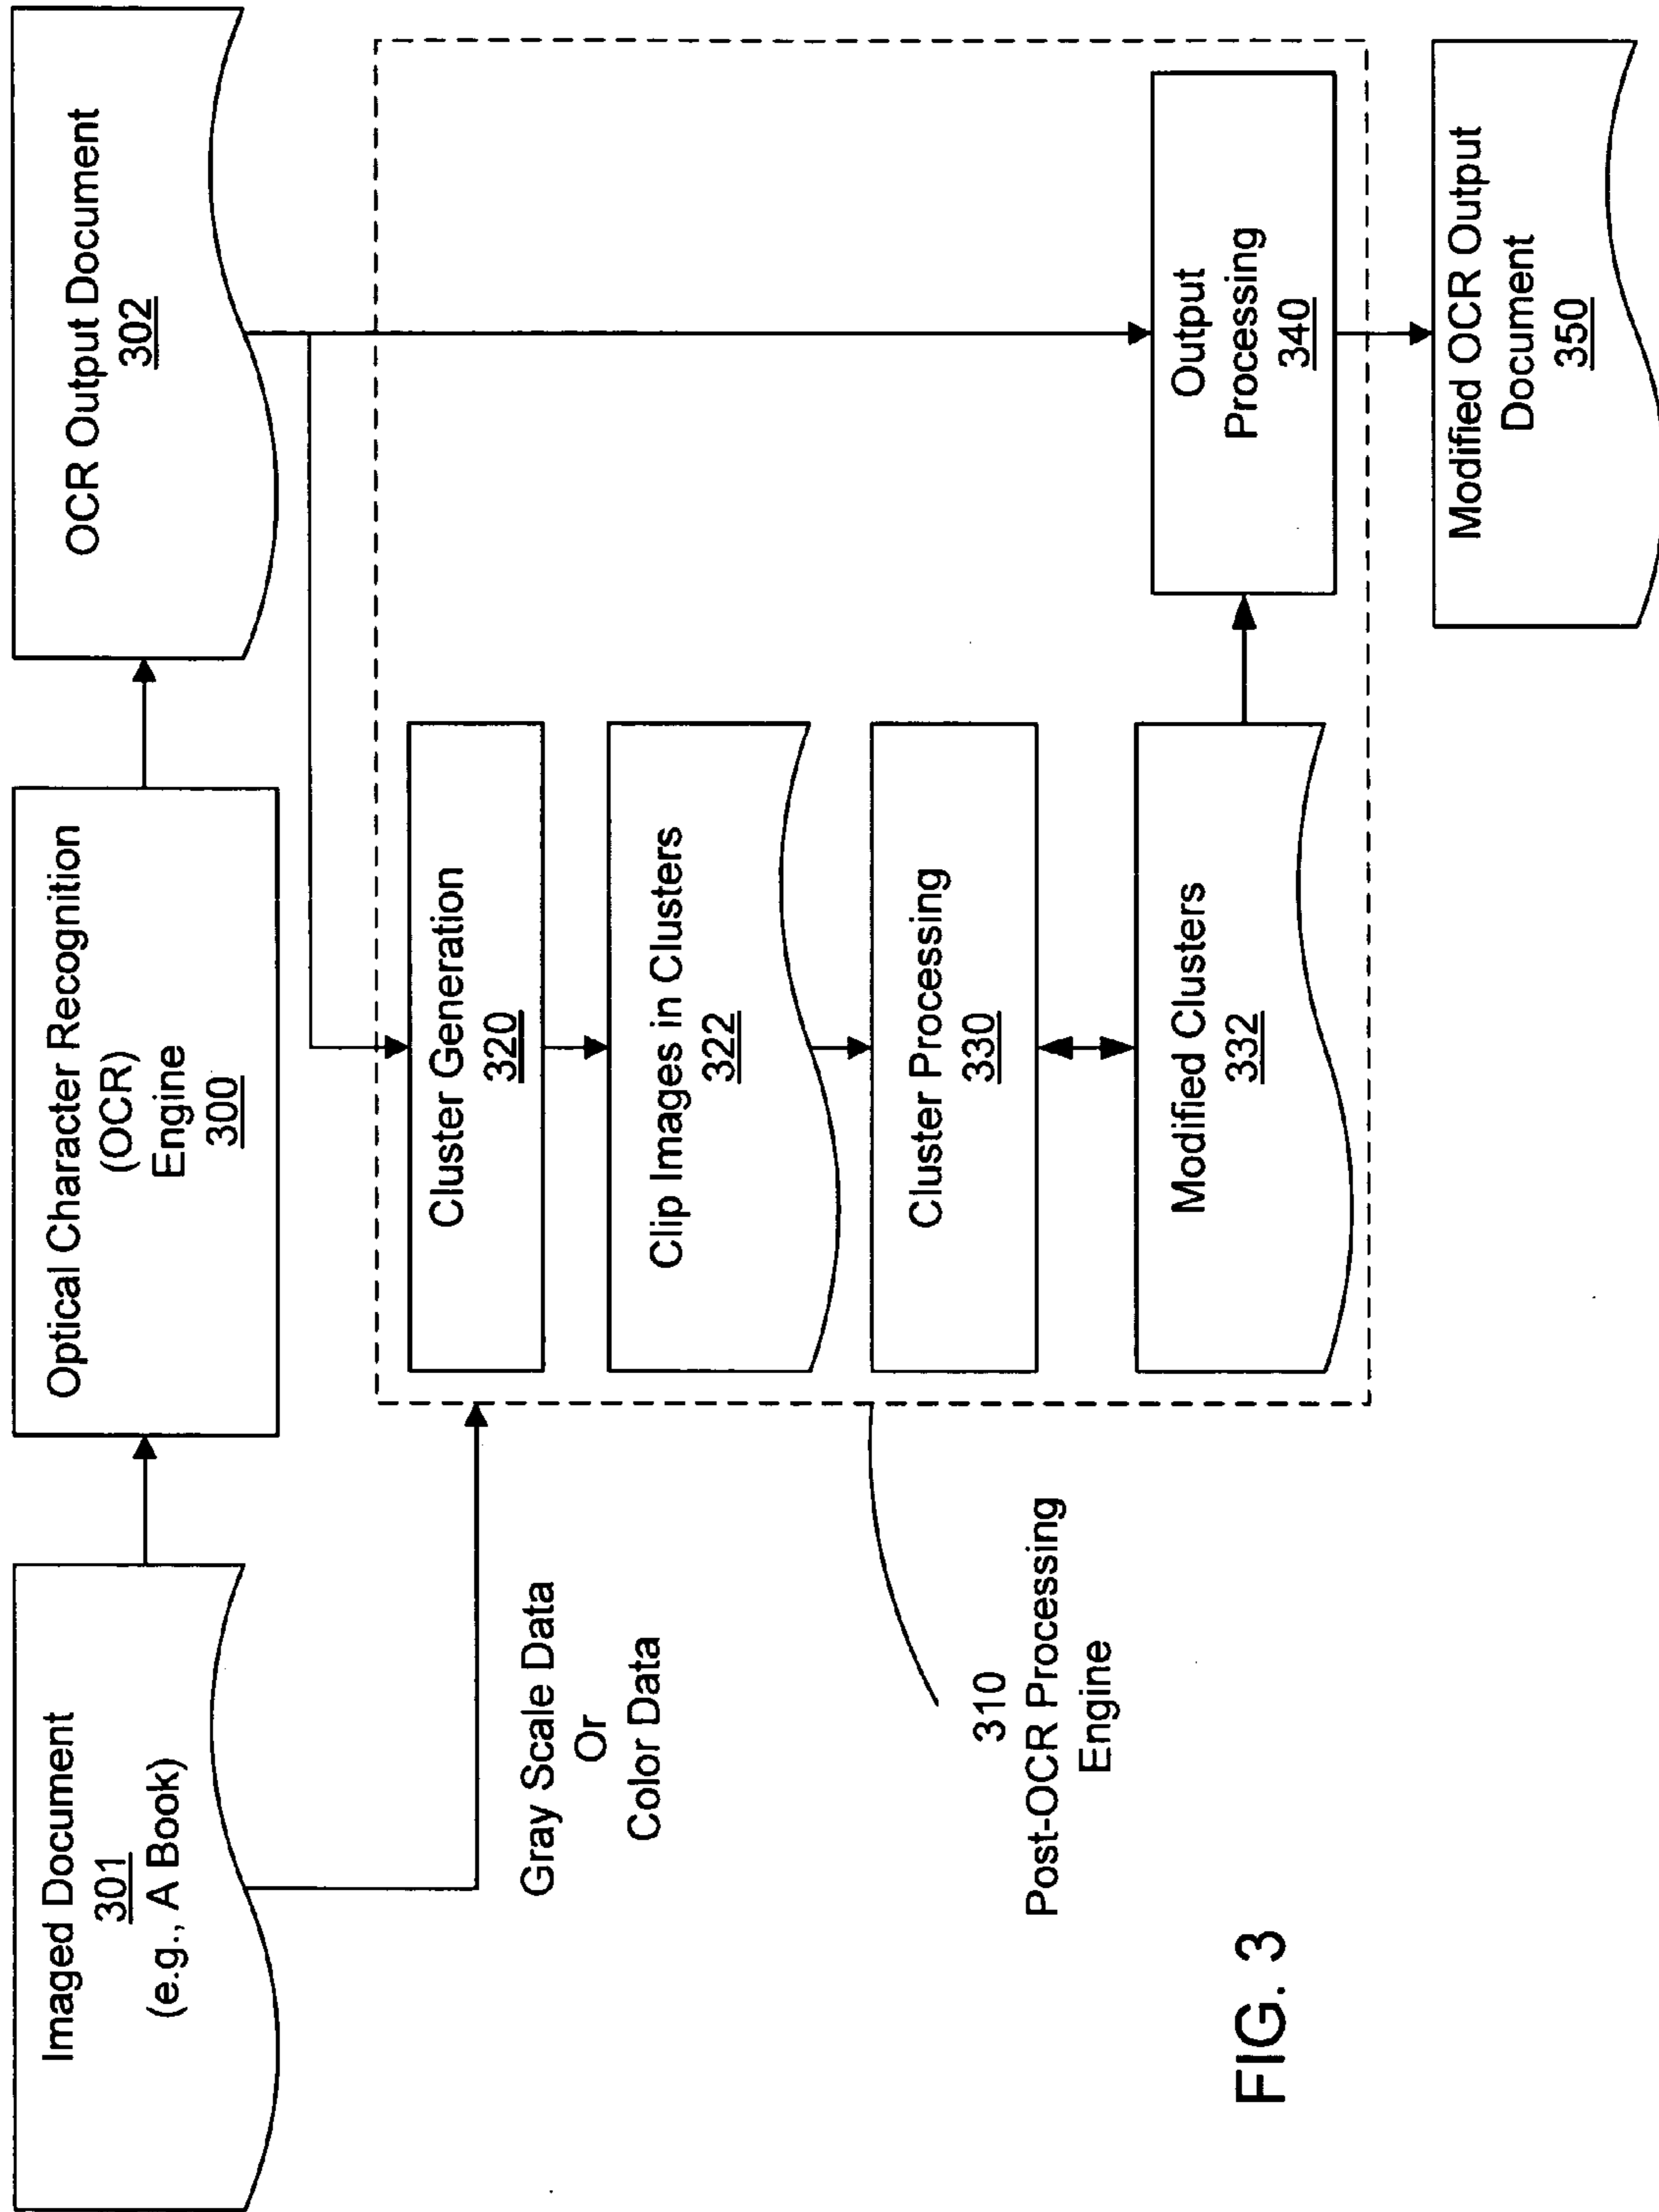 Imaged Document
301
(e.g., A Book)
Optical Character Recognition
(OCR)
Engine
300
OCR Output Document
302
Gray Scale Data
Or
Color Data
310
Post-OCR Processing
Engine
Cluster Generation
320
Clip Images in Clusters
322
Cluster Processing
330
Modified Clusters
332
Output
Processing
340
Modified OCR Output
Document
350
FIG. 3